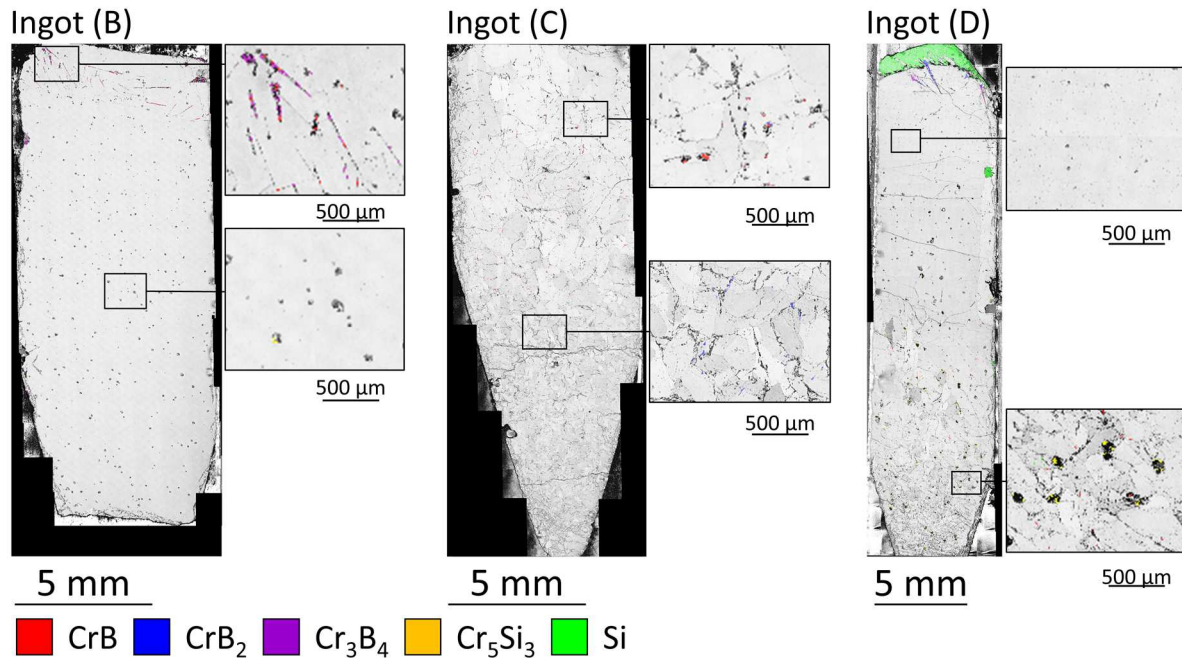 Ingot (B)
Ingot (C)
Ingot (D)
500 µm
500 µm
500 µm
500 µm
500 µm
500 µm
5 mm
5 mm
5 mm
CrB
CrB₂
Cr₃B₄
Cr₅Si₃
Si